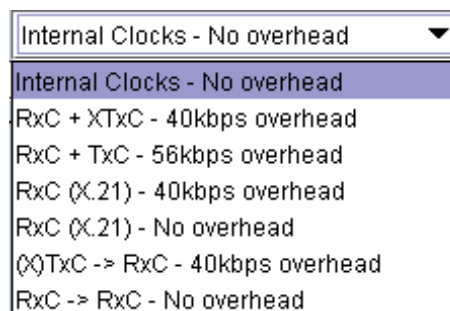 Internal Clocks - No overhead
Internal Clocks - No overhead
RxC + XTxC - 40kbps overhead
RxC + TxC - 56kbps overhead
RxC (X.21) - 40kbps overhead
RxC (X.21) - No overhead
(X)TxC -> RxC - 40kbps overhead
RxC -> RxC - No overhead